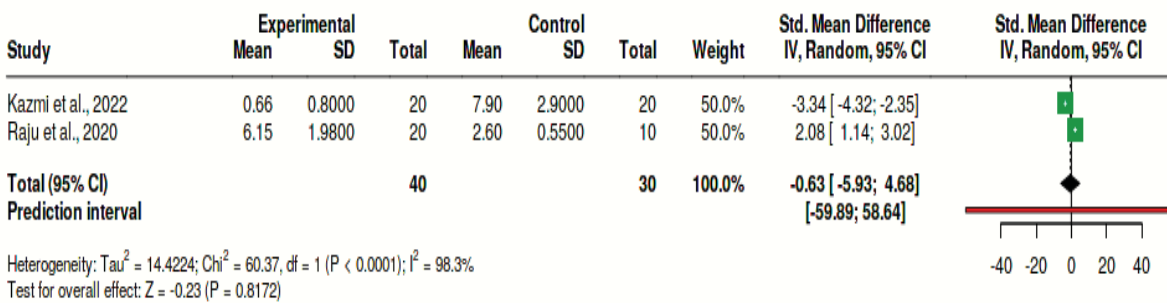 Experimental Control Std. Mean Difference Std. Mean Difference
Study Mean SD Total Mean SD Total Weight IV, Random, 95% CI IV, Random, 95% CI
Kazmi et al., 2022 0.66 0.8000 20 7.90 2.9000 20 50.0% -3.34 [ -4.32; -2.35]
Raju et al., 2020 6.15 1.9800 20 2.60 0.5500 10 50.0% 2.08 [ 1.14; 3.02]
Total (95% CI) 40 30 100.0% -0.63 [ -5.93; 4.68]
Prediction interval [-59.89; 58.64]
Heterogeneity: Tau² = 14.4224; Chi² = 60.37, df = 1 (P < 0.0001); I² = 98.3%
-40 -20 0 20 40
Test for overall effect: Z = -0.23 (P = 0.8172)